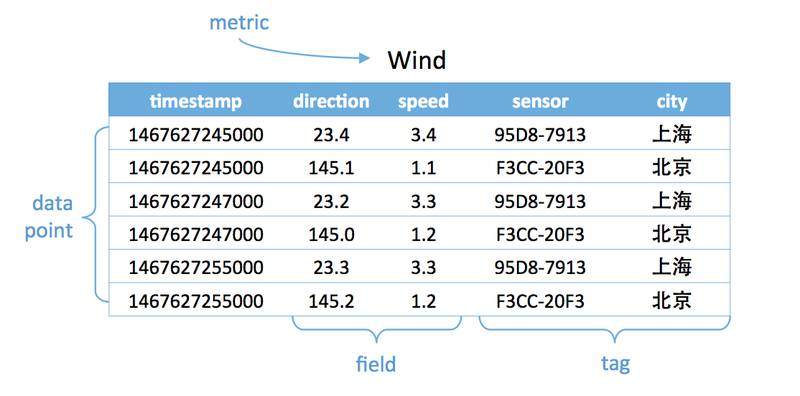 metric
Wind
timestamp direction speed sensor city
1467627245000 23.4 3.4 95D8-7913 上海
1467627245000 145.1 1.1 F3CC-20F3 北京
1467627247000 23.2 3.3 95D8-7913 上海
1467627247000 145.0 1.2 F3CC-20F3 北京
1467627255000 23.3 3.3 95D8-7913 上海
1467627255000 145.2 1.2 F3CC-20F3 北京
data
point
field
tag